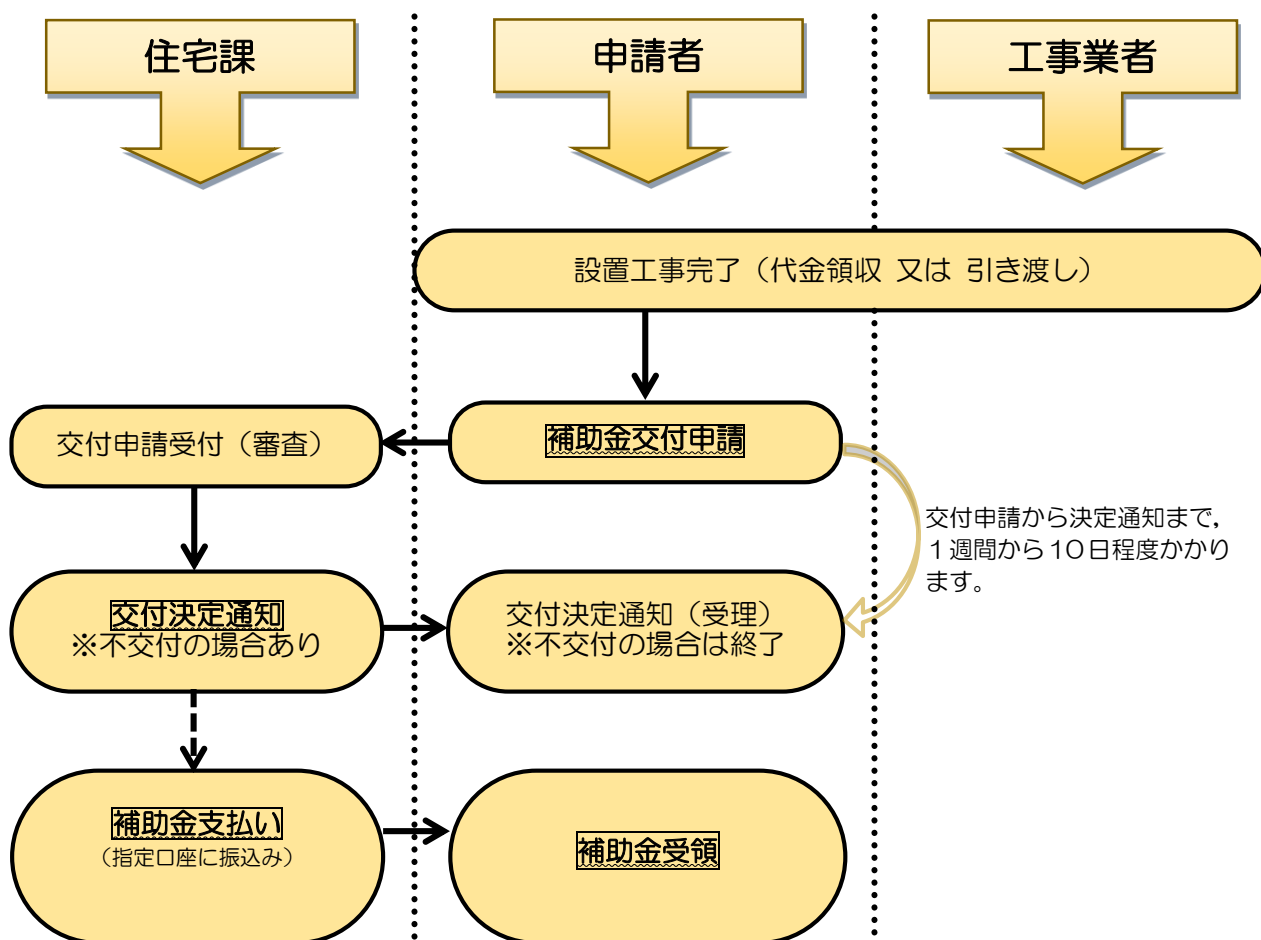 住宅課
申請者
工事業者
設置工事完了（代金領収 又は 引き渡し）
交付申請受付（審査）
補助金交付申請
交付申請から決定通知まで，
１週間から10日程度かかり
ます。
交付決定通知
※不交付の場合あり
交付決定通知（受理）
※不交付の場合は終了
補助金支払い
（指定口座に振込み）
補助金受領